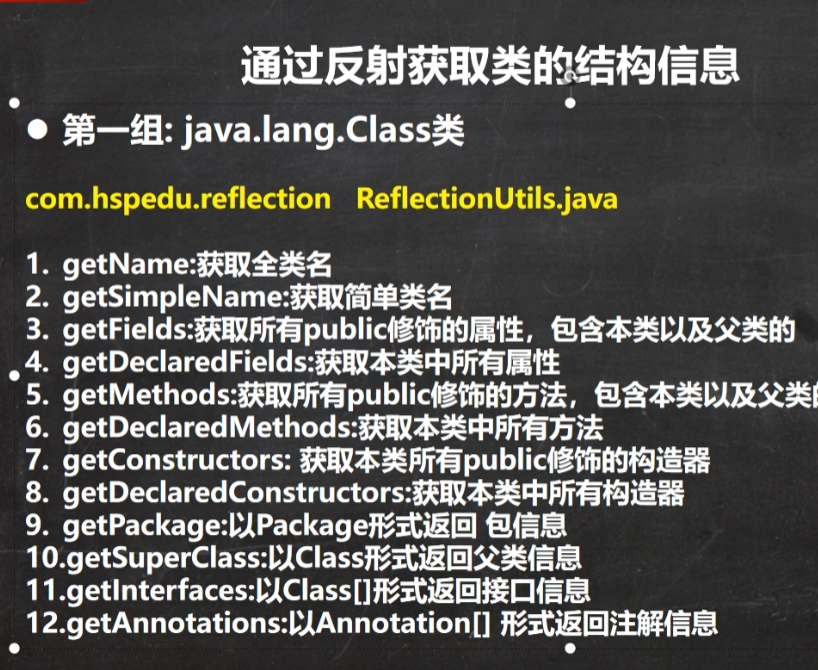 通过反射获取类的结构信息
● 第一组: java.lang.Class类
com.hspedu.reflection ReflectionUtils.java
1. getName:获取全类名
2. getSimpleName:获取简单类名
3. getFields:获取所有public修饰的属性，包含本类以及父类的
4. getDeclaredFields:获取本类中所有属性
5. getMethods:获取所有public修饰的方法，包含本类以及父类的
6. getDeclaredMethods:获取本类中所有方法
7. getConstructors: 获取本类所有public修饰的构造器
8. getDeclaredConstructors:获取本类中所有构造器
9. getPackage:以Package形式返回 包信息
10.getSuperClass:以Class形式返回父类信息
11.getInterfaces:以Class[]形式返回接口信息
12.getAnnotations:以Annotation[] 形式返回注解信息